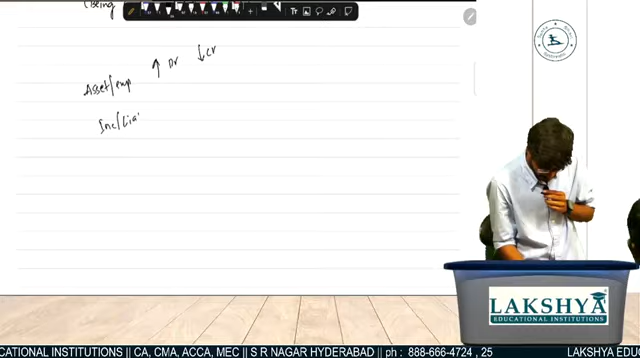 (Being
Tr
Asset/exp ↑ Dr ↓ Cr
Inc/Lia
LAKSHYA
EDUCATIONAL INSTITUTIONS
CATIONAL INSTITUTIONS || CA, CMA, ACCA, MEC || S R NAGAR HYDERABAD || ph : 888-666-4724 , 25 LAKSHYA EDU